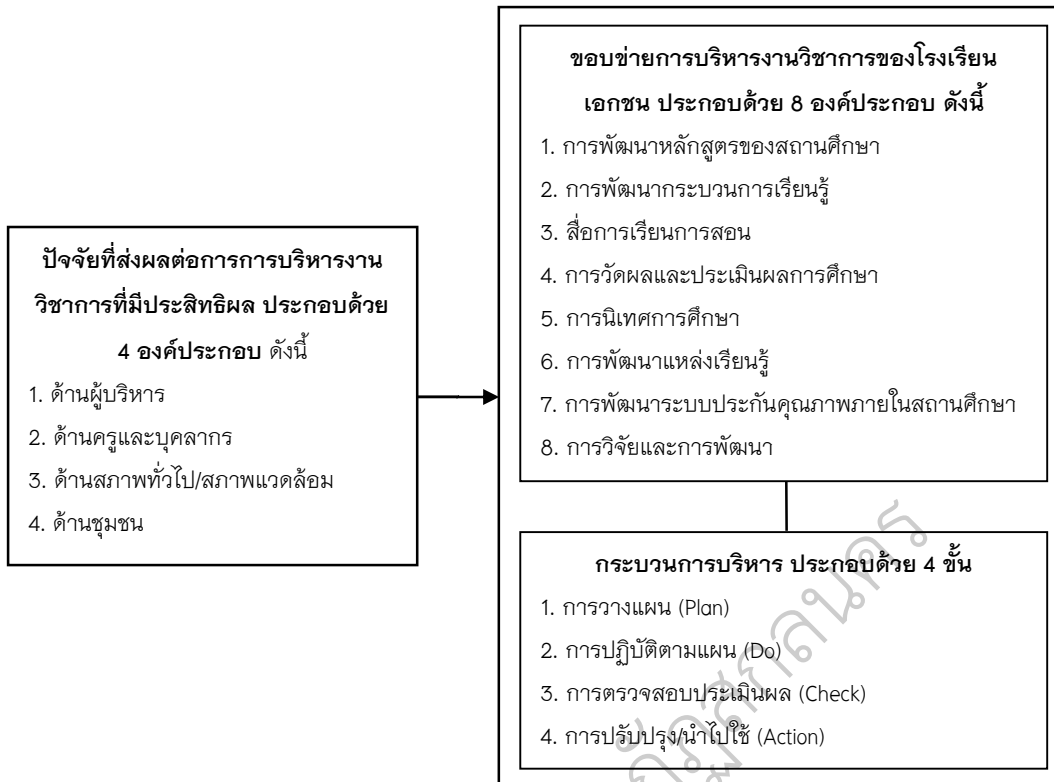 ปัจจัยที่ส่งผลต่อการการบริหารงาน
วิชาการที่มีประสิทธิผล ประกอบด้วย
4 องค์ประกอบ ดังนี้
1. ด้านผู้บริหาร
2. ด้านครูและบุคลากร
3. ด้านสภาพทั่วไป/สภาพแวดล้อม
4. ด้านชุมชน
ขอบข่ายการบริหารงานวิชาการของโรงเรียน
เอกชน ประกอบด้วย 8 องค์ประกอบ ดังนี้
1. การพัฒนาหลักสูตรของสถานศึกษา
2. การพัฒนากระบวนการเรียนรู้
3. สื่อการเรียนการสอน
4. การวัดผลและประเมินผลการศึกษา
5. การนิเทศการศึกษา
6. การพัฒนาแหล่งเรียนรู้
7. การพัฒนาระบบประกันคุณภาพภายในสถานศึกษา
8. การวิจัยและการพัฒนา
กระบวนการบริหาร ประกอบด้วย 4 ขั้น
1. การวางแผน (Plan)
2. การปฏิบัติตามแผน (Do)
3. การตรวจสอบประเมินผล (Check)
4. การปรับปรุง/นำไปใช้ (Action)